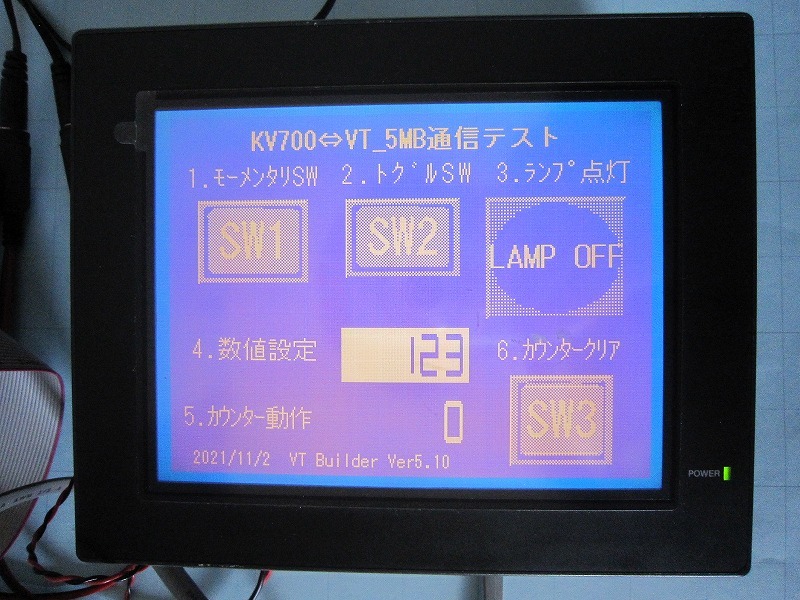 KV700⇔VT_5MB通信テスト
1.ﾓｰﾒﾝﾀﾘSW 2.ﾄｸﾞﾙSW 3.ﾗﾝﾌﾟ点灯
SW1 SW2 LAMP OFF
4.数値設定 123 6.ｶｳﾝﾀｰｸﾘｱ
5.ｶｳﾝﾀｰ動作 0 SW3
2021/11/2 VT Builder Ver5.10
POWER